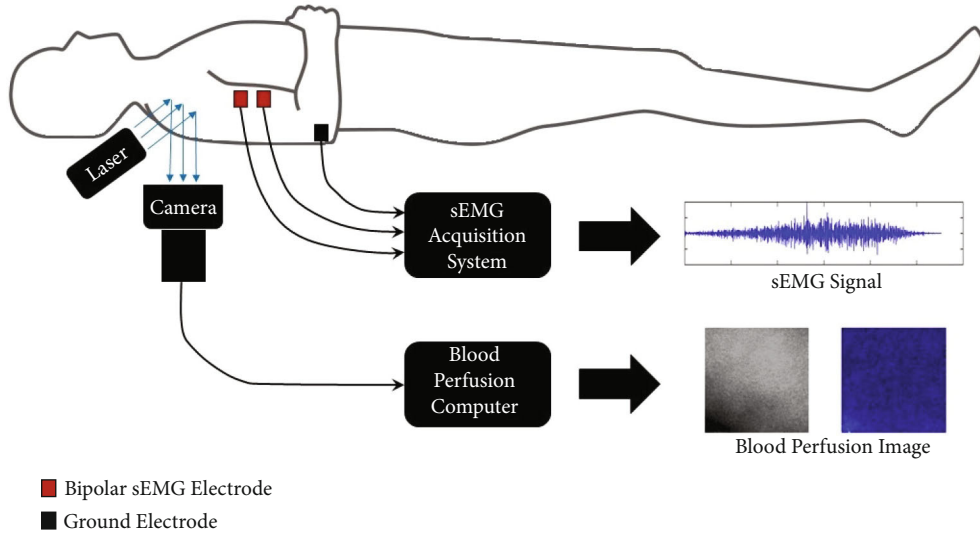 Laser
Camera
sEMG
Acquisition
System
sEMG Signal
Blood
Perfusion
Computer
Blood Perfusion Image
Bipolar sEMG Electrode
Ground Electrode